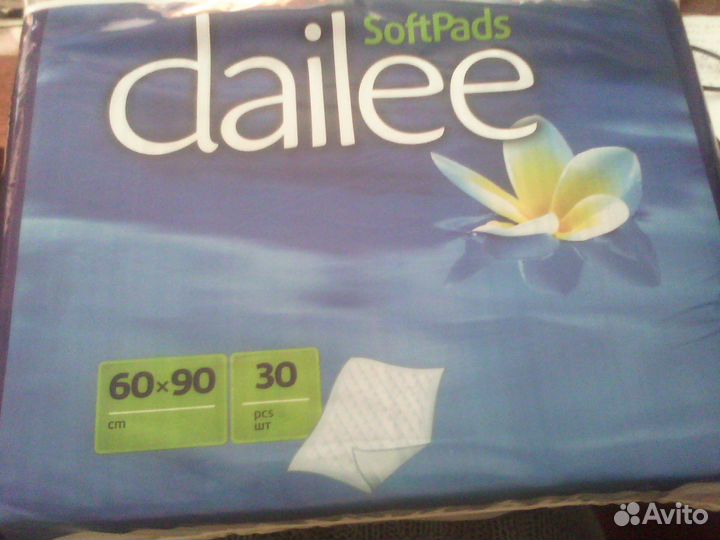 SoftPads
dailee
60×90
cm
30
pcs
шт
Avito